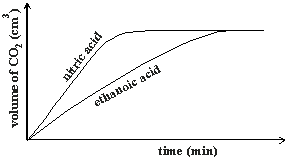 volume of CO2 (cm3)
nitric acid
ethanoic acid
time (min)